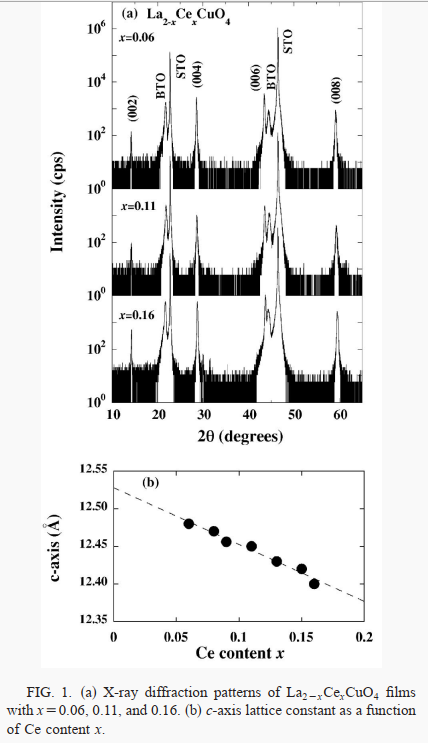 (a) La2-xCexCuO4
x=0.06
10^6
10^4
10^2
10^0
(002)
BTO
STO
(004)
(006)
BTO
STO
(008)
x=0.11
10^2
10^0
x=0.16
10^2
10^0
Intensity (cps)
10 20 30 40 50 60
2θ (degrees)
(b)
12.55
12.50
12.45
12.40
12.35
c-axis (Å)
0 0.05 0.1 0.15 0.2
Ce content x
FIG. 1. (a) X-ray diffraction patterns of La2−xCexCuO4 films
with x=0.06, 0.11, and 0.16. (b) c-axis lattice constant as a function
of Ce content x.